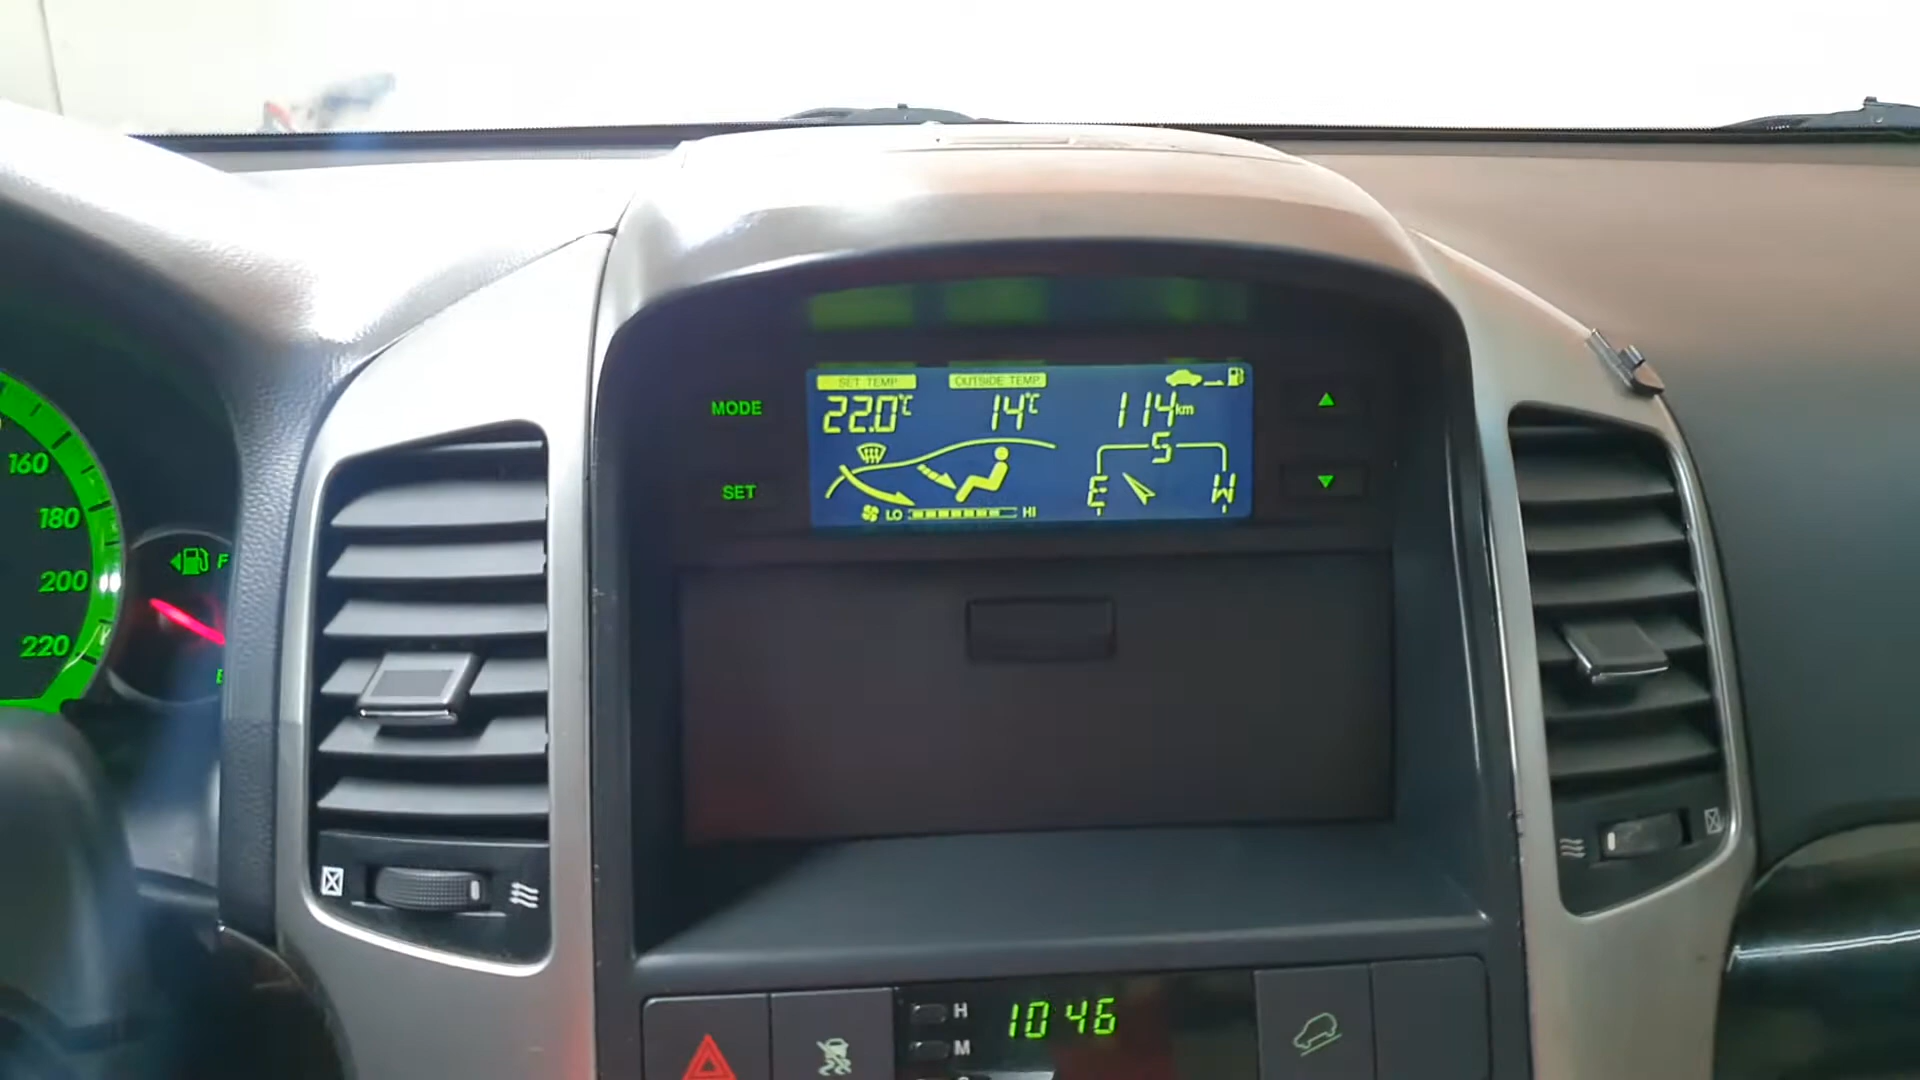 160
180
200
220
F
E
MODE
SET
SET TEMP
OUTSIDE TEMP
22.0°C
14°C
114km
S
E
W
LO
HI
H
10 46
M